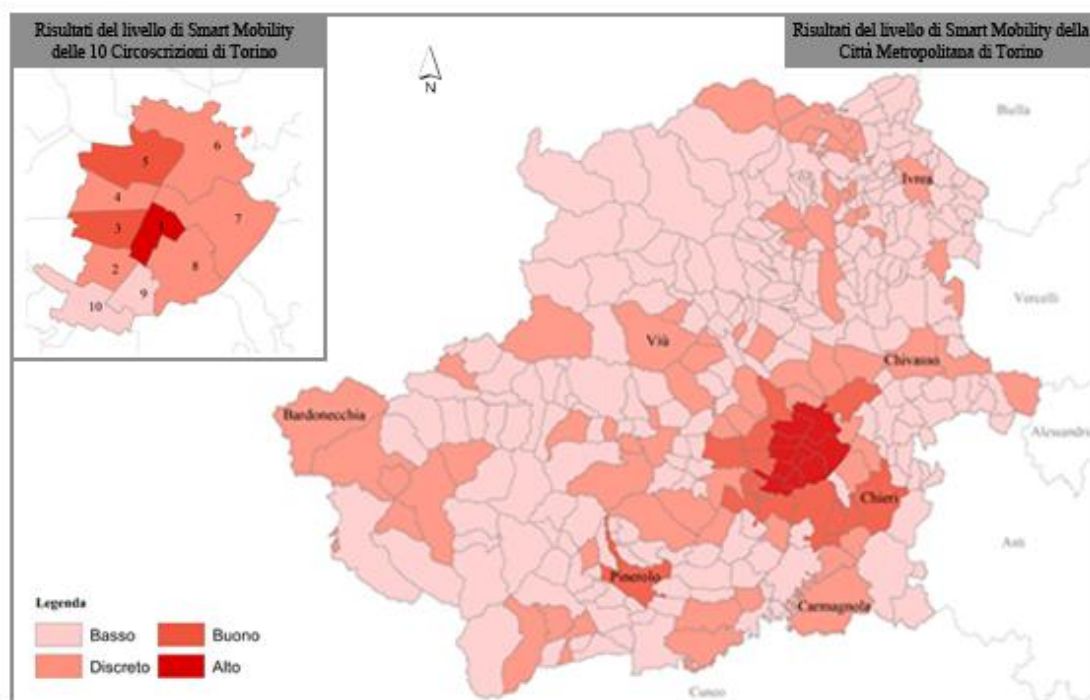 Risultati del livello di Smart Mobility
delle 10 Circoscrizioni di Torino
Risultati del livello di Smart Mobility della
Città Metropolitana di Torino
N
6
5
4
7
3
1
2
8
9
10
Biella
Ivrea
Vercelli
Viù
Chivasso
Bardonecchia
Alessandria
Chieri
Asti
Pinerolo
Carmagnola
Cuneo
Legenda
Basso
Buono
Discreto
Alto